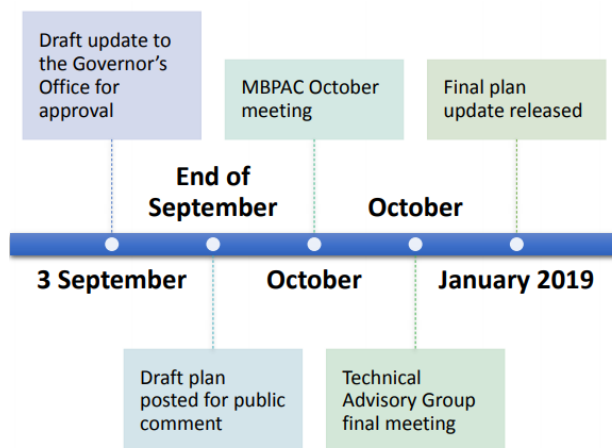 Draft update to
the Governor's
Office for
approval
MBPAC October
meeting
Final plan
update released
End of
September
October
3 September
October
January 2019
Draft plan
posted for public
comment
Technical
Advisory Group
final meeting